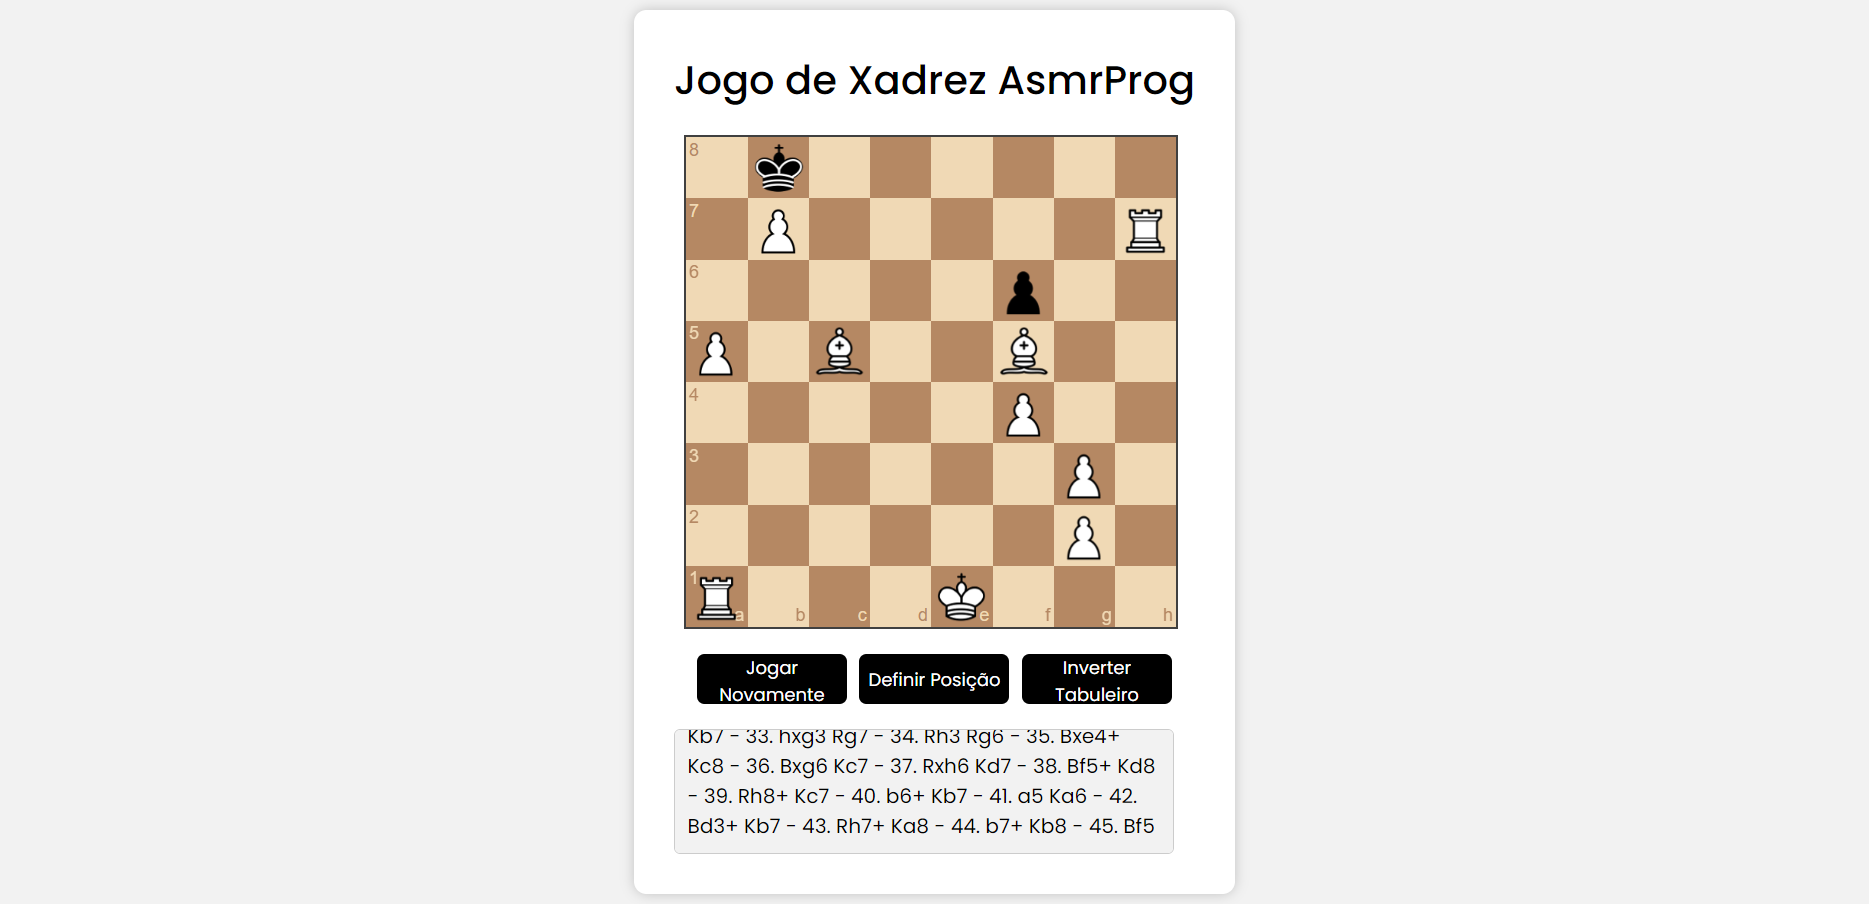 Jogo de Xadrez AsmrProg
8
7
6
5
4
3
2
1
a b c d e f g h
Jogar
Novamente
Definir Posição
Inverter
Tabuleiro
Kb7 - 33. hxg3 Rg7 - 34. Rh3 Rg6 - 35. Bxe4+
Kc8 - 36. Bxg6 Kc7 - 37. Rxh6 Kd7 - 38. Bf5+ Kd8
- 39. Rh8+ Kc7 - 40. b6+ Kb7 - 41. a5 Ka6 - 42.
Bd3+ Kb7 - 43. Rh7+ Ka8 - 44. b7+ Kb8 - 45. Bf5